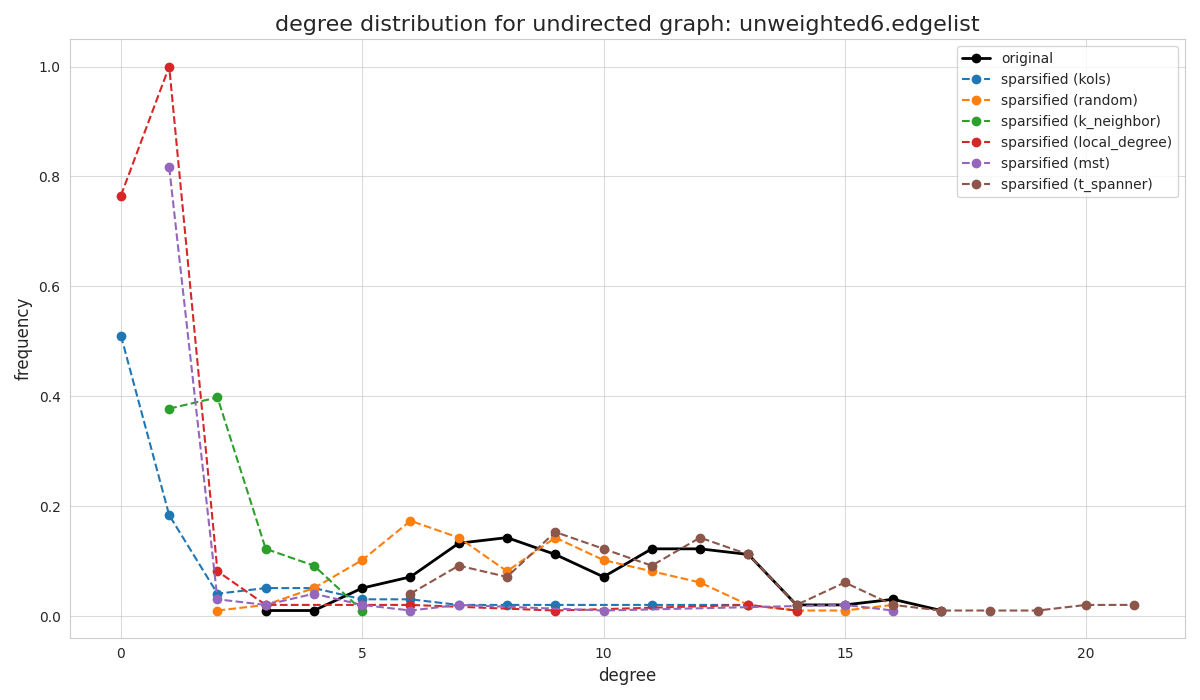 degree distribution for undirected graph: unweighted6.edgelist
original
sparsified (kols)
sparsified (random)
sparsified (k_neighbor)
sparsified (local_degree)
sparsified (mst)
sparsified (t_spanner)
frequency
1.0
0.8
0.6
0.4
0.2
0.0
0 5 10 15 20
degree